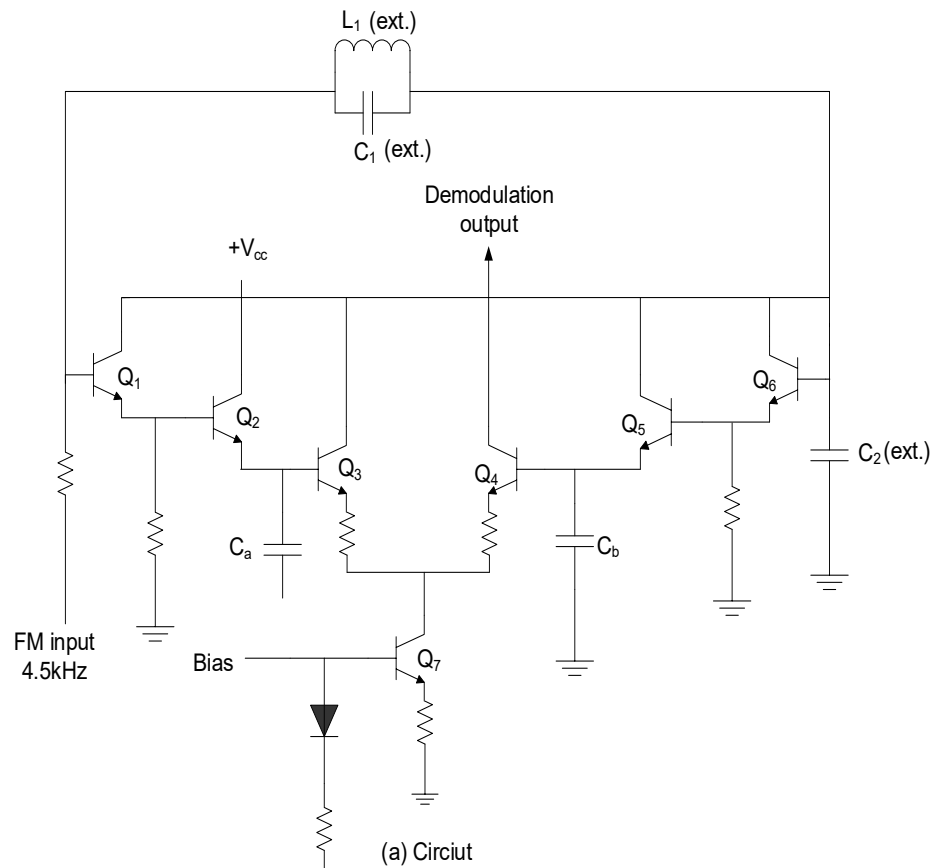 L1 (ext.)
C1 (ext.)
Demodulation
output
+Vcc
Q1
Q2
Q3
Q4
Q5
Q6
C2 (ext.)
Ca
Cb
FM input
4.5kHz
Bias
Q7
(a) Circiut